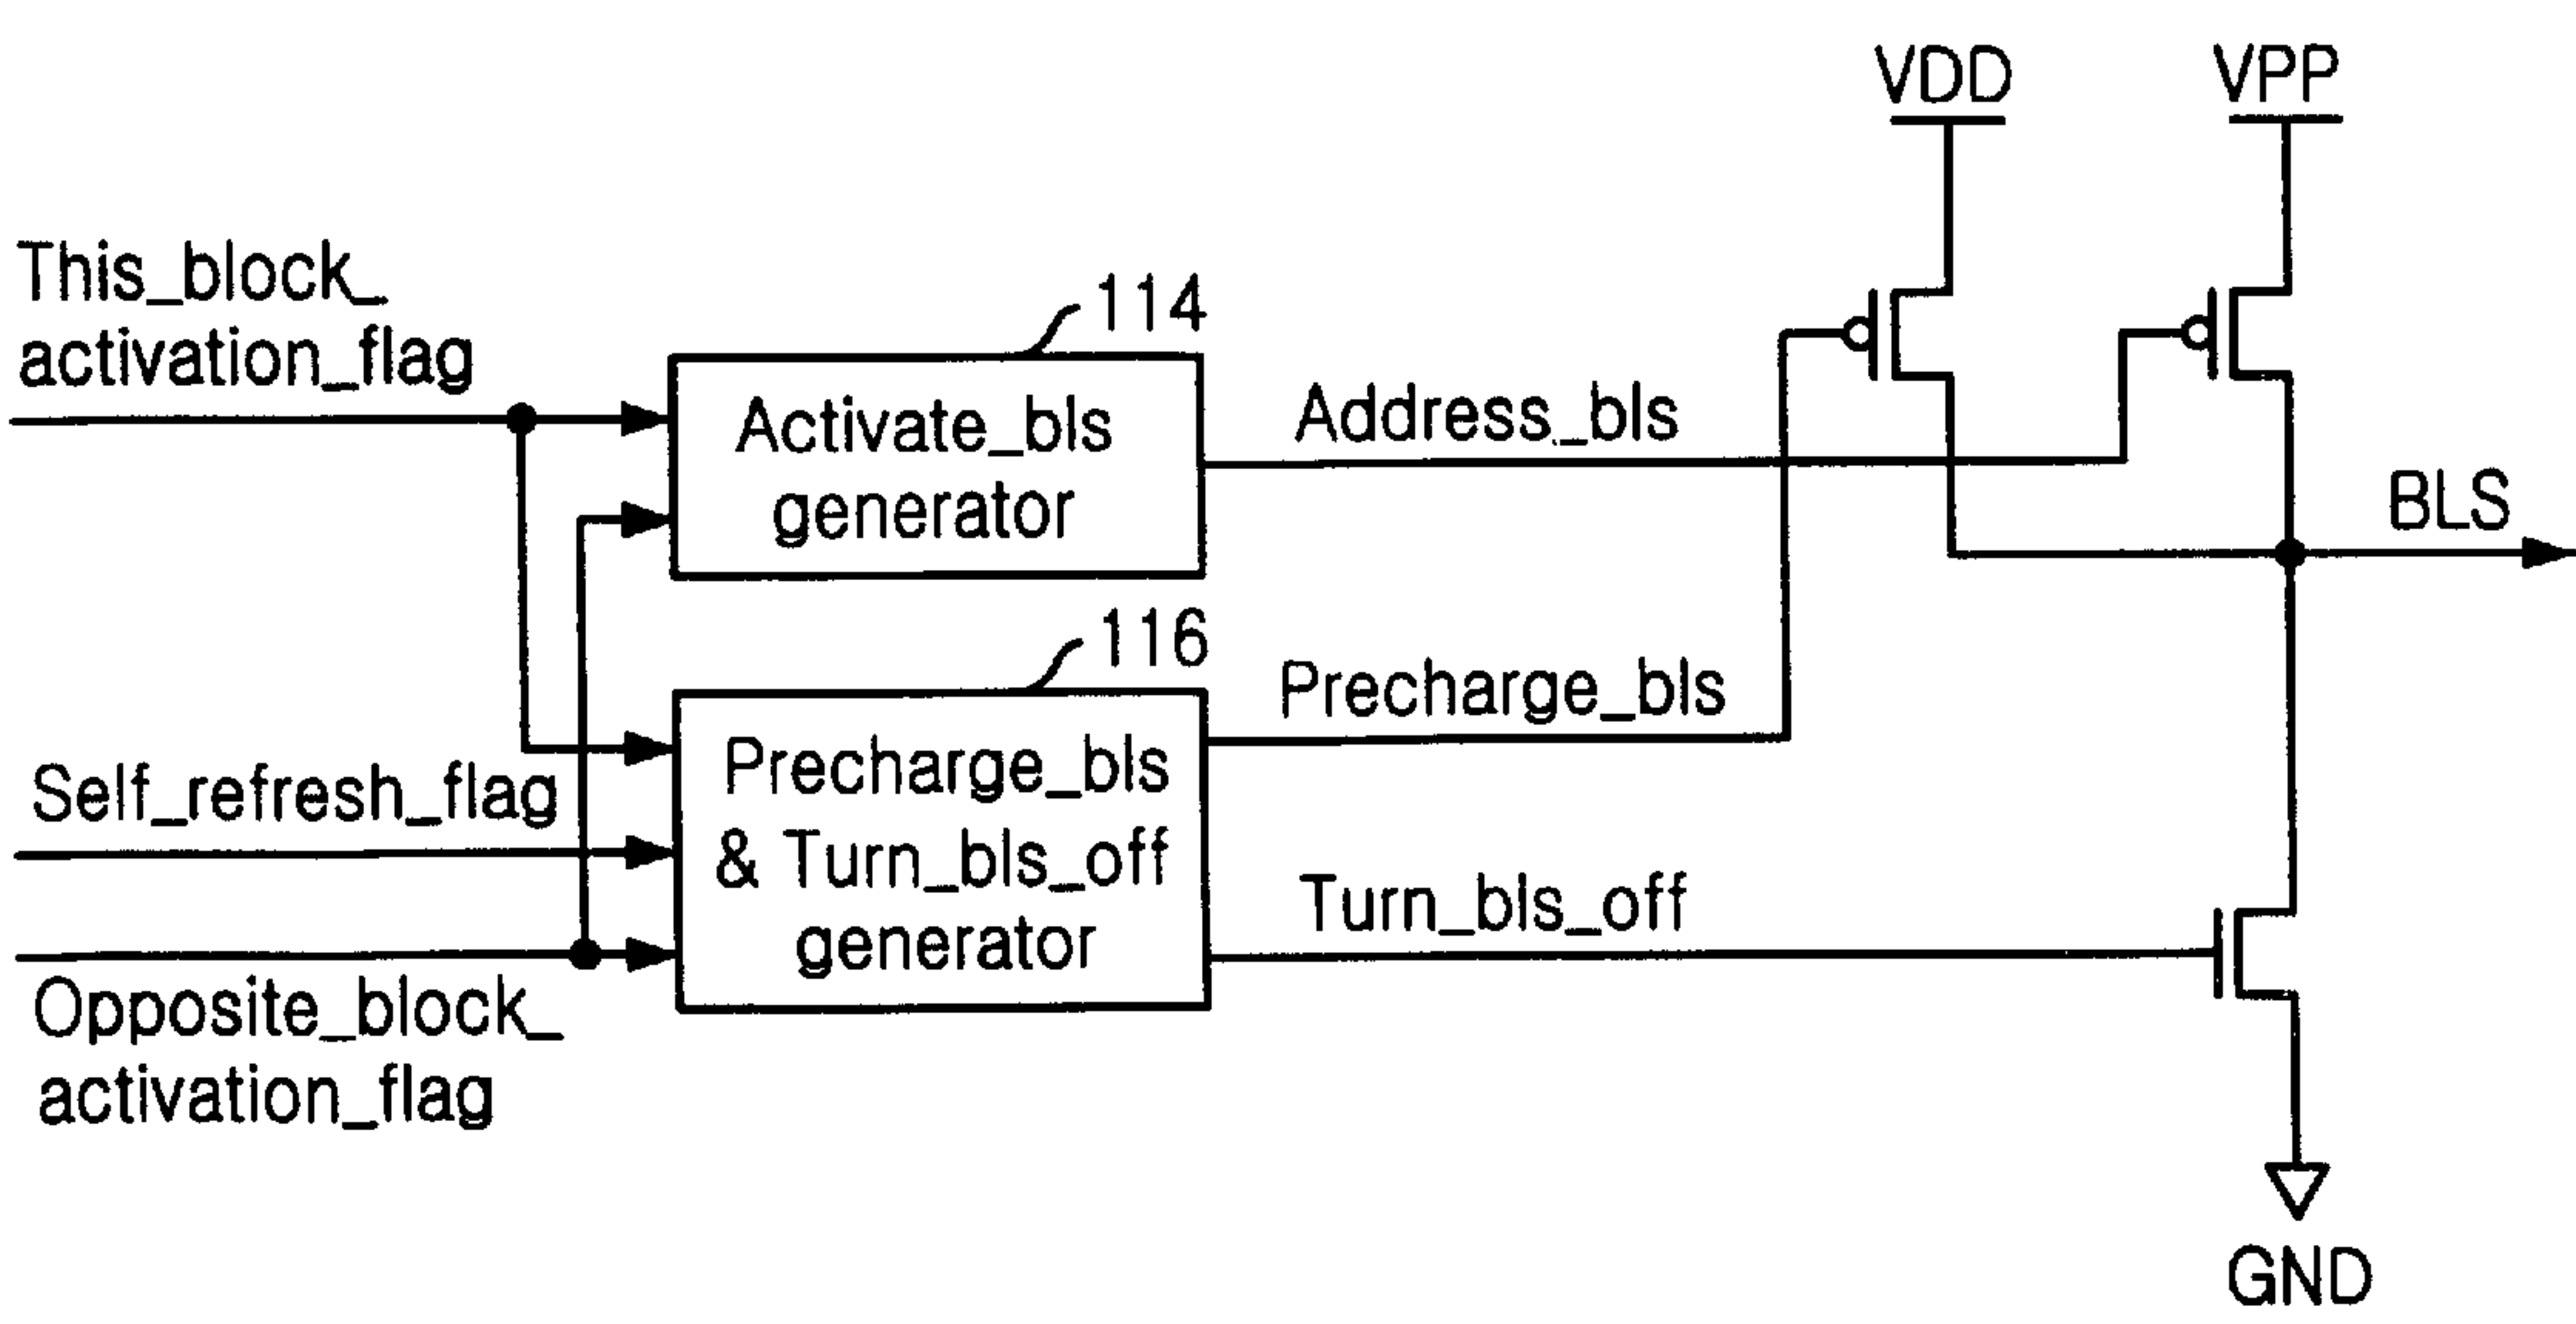 VDD
VPP
This_block_
activation_flag
114
Activate_bls
generator
Address_bls
BLS
116
Precharge_bls
& Turn_bls_off
generator
Precharge_bls
Self_refresh_flag
Turn_bls_off
Opposite_block_
activation_flag
GND